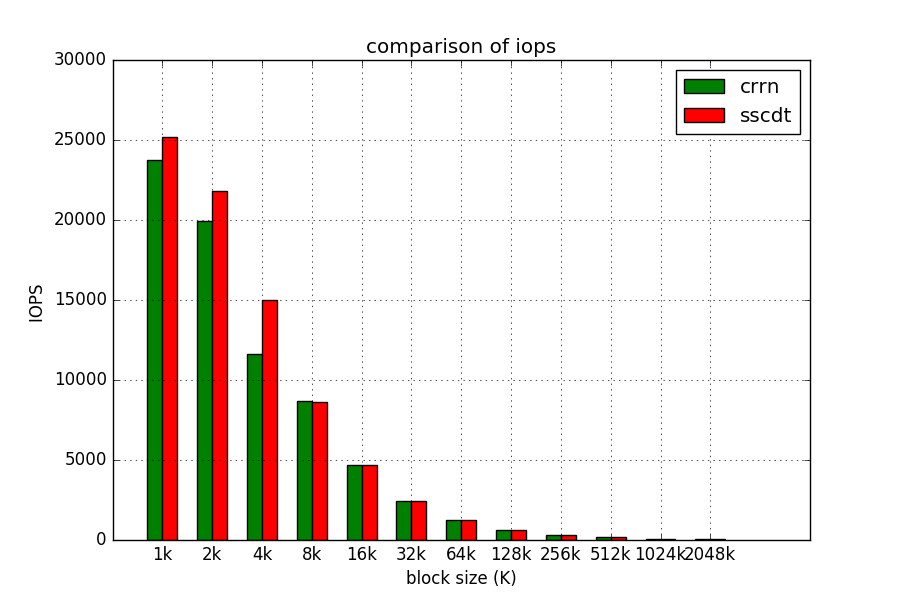 comparison of iops
30000
25000
20000
15000
10000
5000
0
IOPS
crrn
sscdt
1k 2k 4k 8k 16k 32k 64k 128k 256k 512k 1024k 2048k
block size (K)